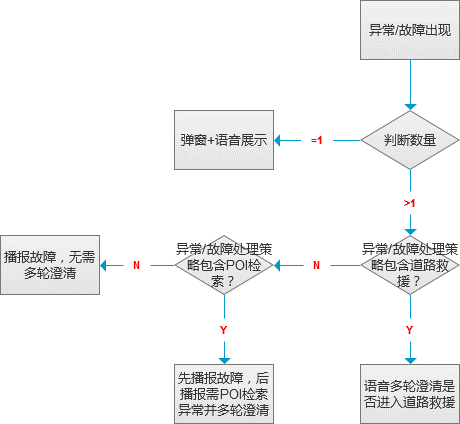 异常/故障出现
弹窗+语音展示
=1
判断数量
>1
播报故障，无需
多轮澄清
N
异常/故障处理策
略包含POI检
索？
N
异常/故障处理策
略包含道路救
援？
Y
Y
先播报故障，后
播报需POI检索
异常并多轮澄清
语音多轮澄清是
否进入道路救援